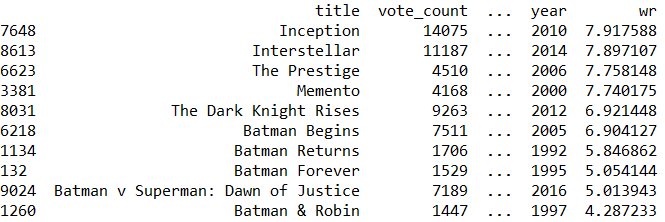 title vote_count ... year wr
7648 Inception 14075 ... 2010 7.917588
8613 Interstellar 11187 ... 2014 7.897107
6623 The Prestige 4510 ... 2006 7.758148
3381 Memento 4168 ... 2000 7.740175
8031 The Dark Knight Rises 9263 ... 2012 6.921448
6218 Batman Begins 7511 ... 2005 6.904127
1134 Batman Returns 1706 ... 1992 5.846862
132 Batman Forever 1529 ... 1995 5.054144
9024 Batman v Superman: Dawn of Justice 7189 ... 2016 5.013943
1260 Batman & Robin 1447 ... 1997 4.287233